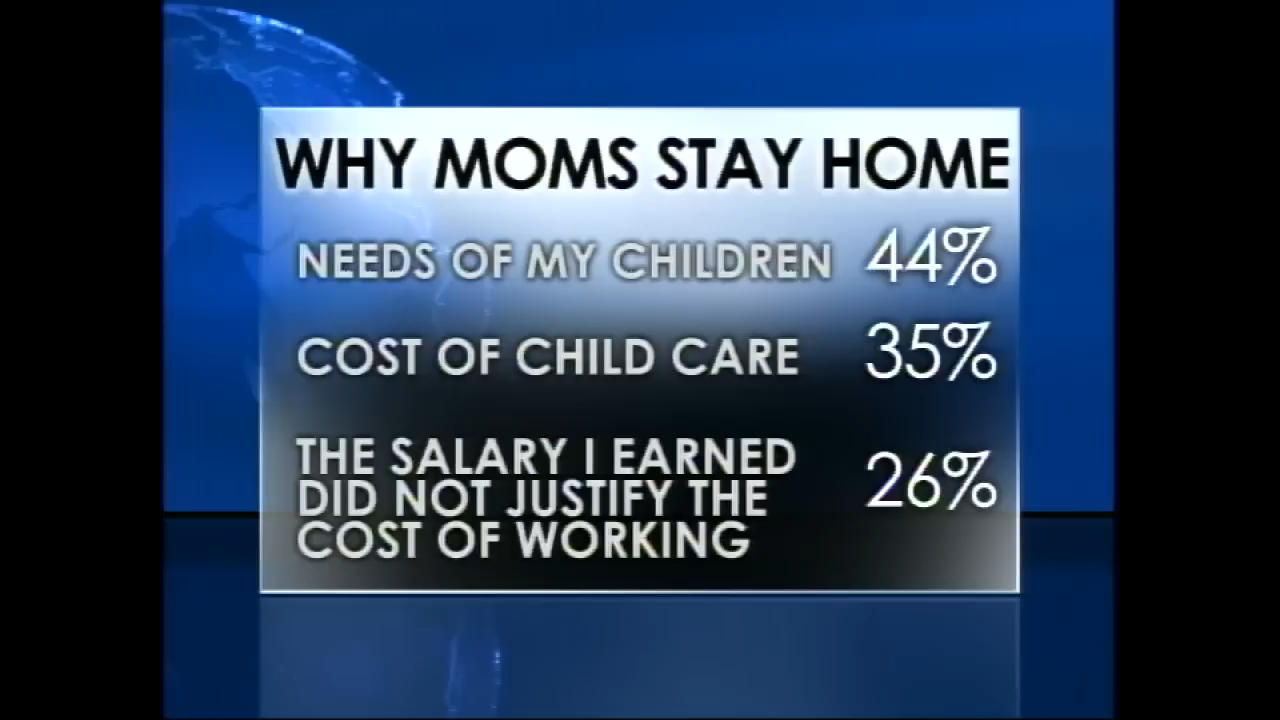 WHY MOMS STAY HOME
NEEDS OF MY CHILDREN 44%
COST OF CHILD CARE 35%
THE SALARY I EARNED
DID NOT JUSTIFY THE 26%
COST OF WORKING